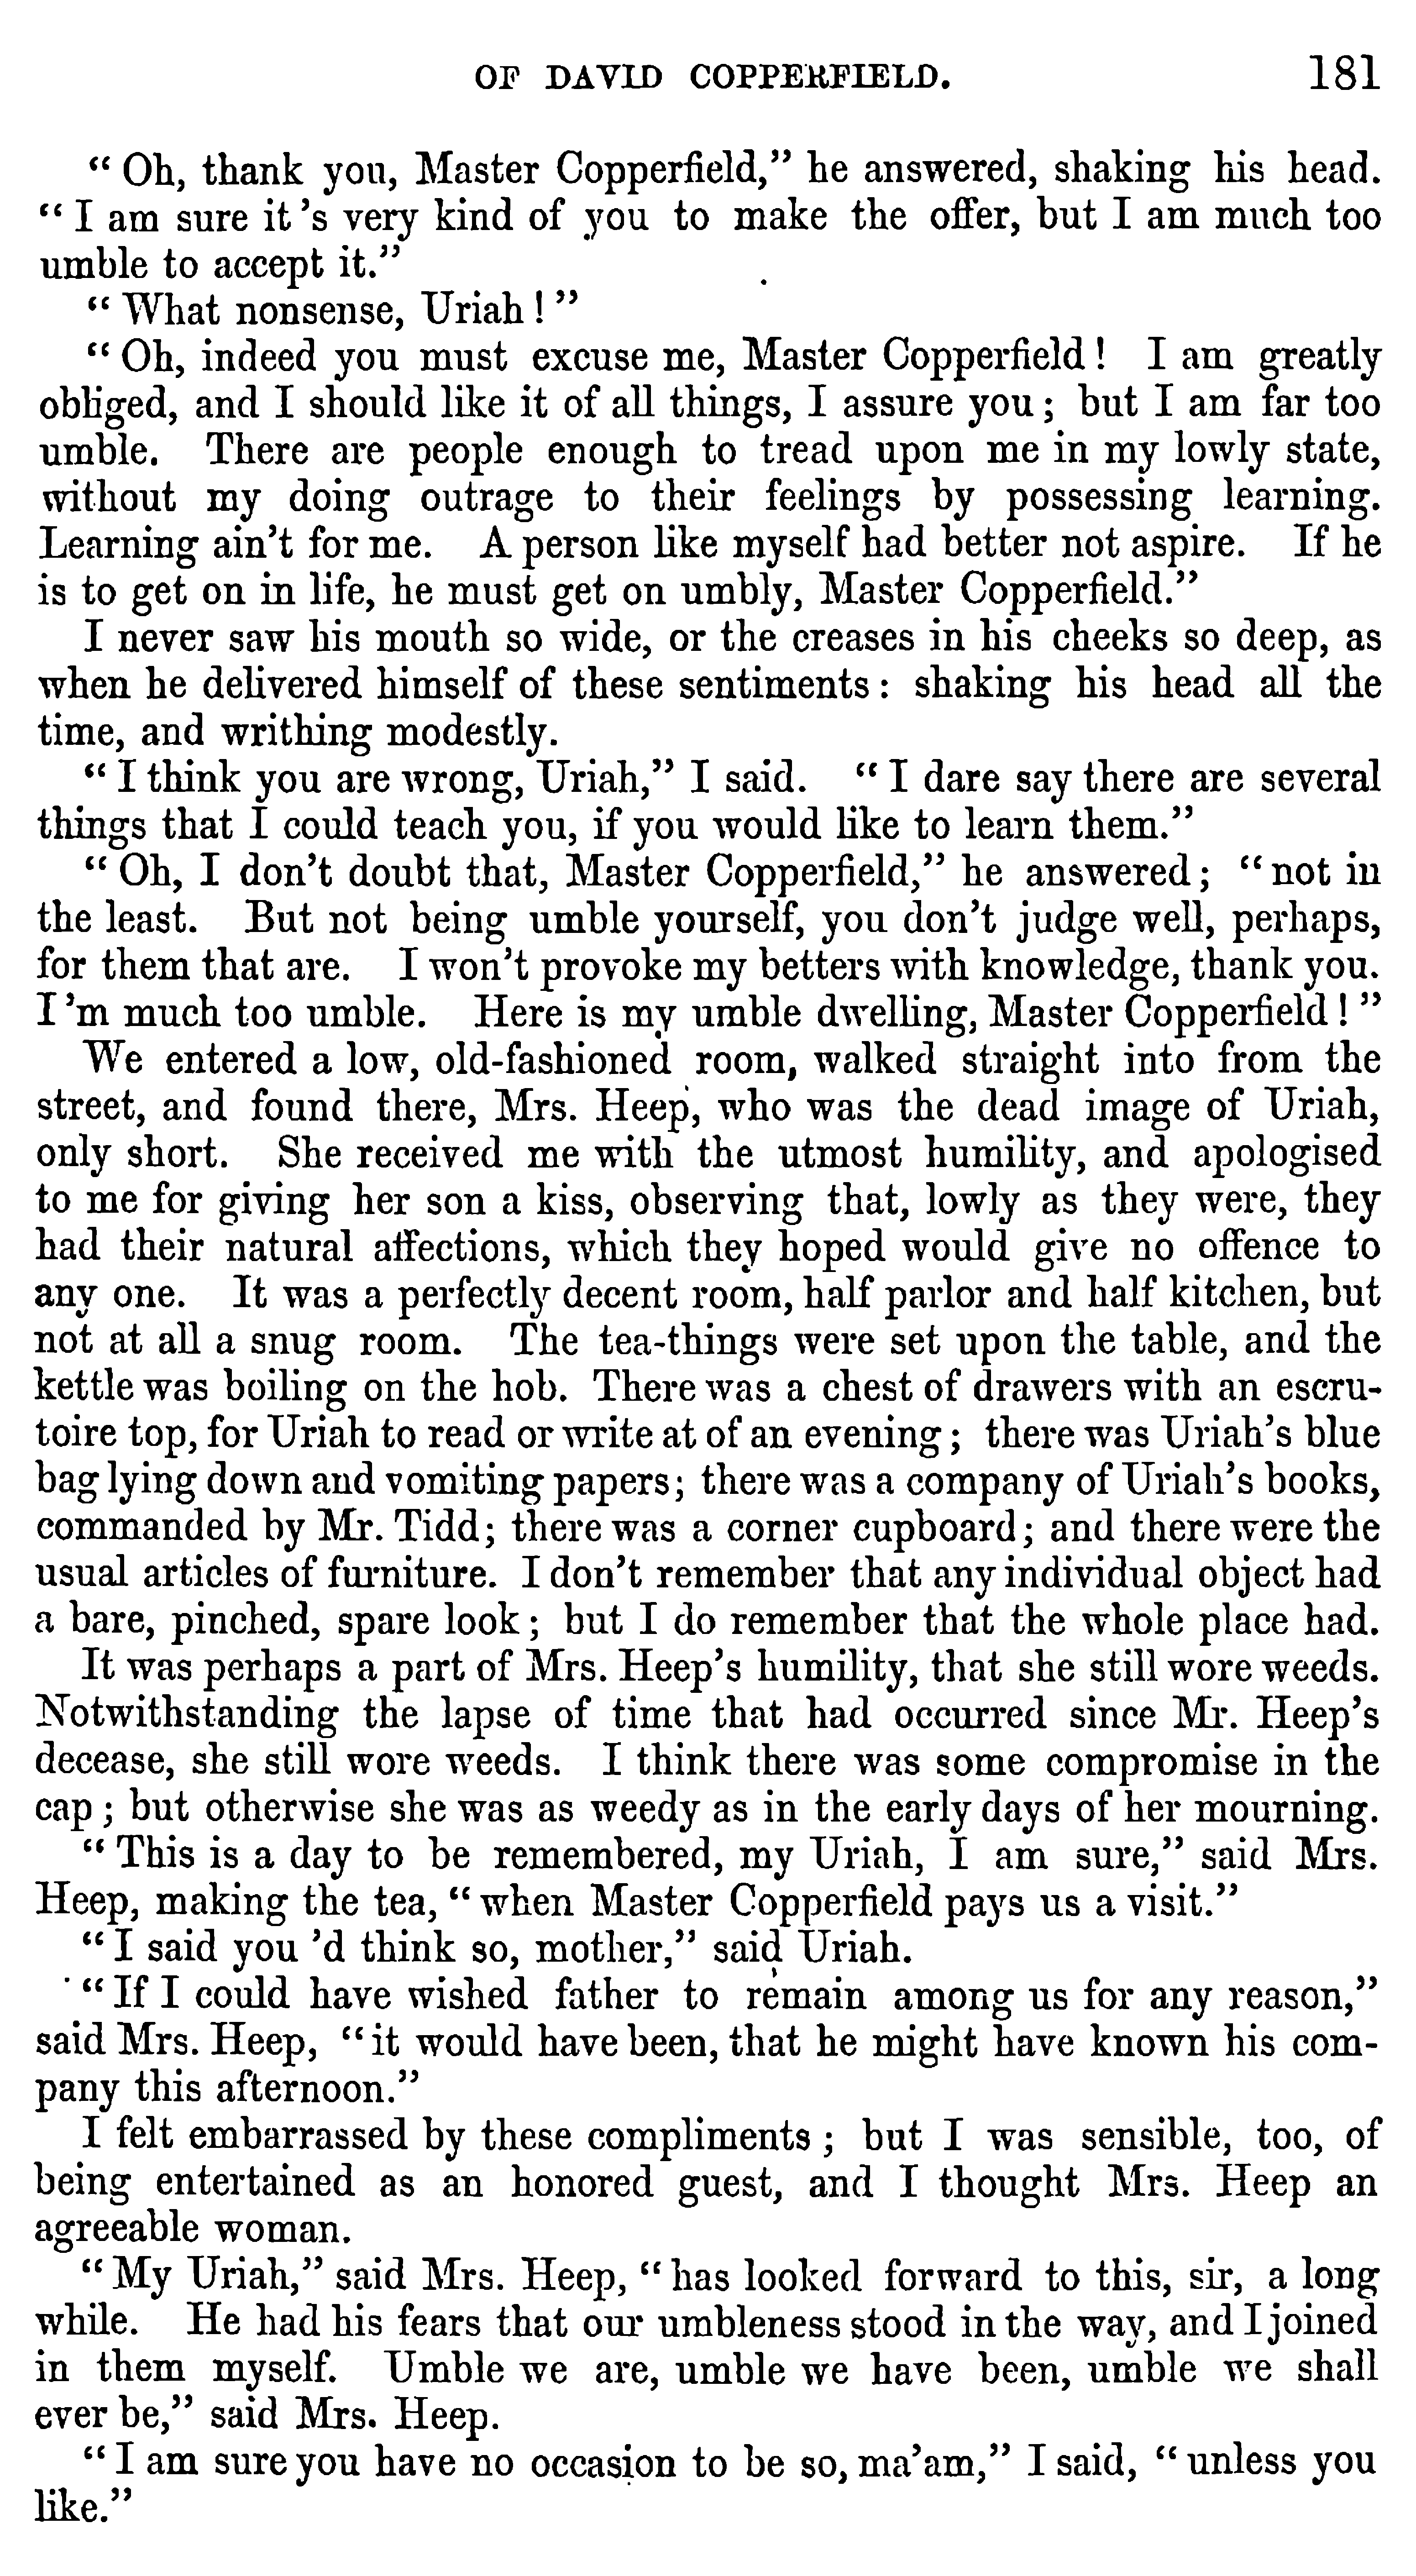 OF DAVID COPPERFIELD. 181
“ Oh, thank you, Master Copperfield,” he answered, shaking his head.
“ I am sure it ’s very kind of you to make the offer, but I am much too
umble to accept it.”
“ What nonsense, Uriah ! ”
“ Oh, indeed you must excuse me, Master Copperfield ! I am greatly
obliged, and I should like it of all things, I assure you ; but I am far too
umble. There are people enough to tread upon me in my lowly state,
without my doing outrage to their feelings by possessing learning.
Learning ain’t for me. A person like myself had better not aspire. If he
is to get on in life, he must get on umbly, Master Copperfield.”
I never saw his mouth so wide, or the creases in his cheeks so deep, as
when he delivered himself of these sentiments : shaking his head all the
time, and writhing modestly.
“ I think you are wrong, Uriah,” I said. “ I dare say there are several
things that I could teach you, if you would like to learn them.”
“ Oh, I don’t doubt that, Master Copperfield,” he answered ; “ not in
the least. But not being umble yourself, you don’t judge well, perhaps,
for them that are. I won’t provoke my betters with knowledge, thank you.
I ’m much too umble. Here is my umble dwelling, Master Copperfield ! ”
We entered a low, old-fashioned room, walked straight into from the
street, and found there, Mrs. Heep, who was the dead image of Uriah,
only short. She received me with the utmost humility, and apologised
to me for giving her son a kiss, observing that, lowly as they were, they
had their natural affections, which they hoped would give no offence to
any one. It was a perfectly decent room, half parlor and half kitchen, but
not at all a snug room. The tea-things were set upon the table, and the
kettle was boiling on the hob. There was a chest of drawers with an escru-
toire top, for Uriah to read or write at of an evening ; there was Uriah’s blue
bag lying down and vomiting papers ; there was a company of Uriah’s books,
commanded by Mr. Tidd ; there was a corner cupboard ; and there were the
usual articles of furniture. I don’t remember that any individual object had
a bare, pinched, spare look ; but I do remember that the whole place had.
It was perhaps a part of Mrs. Heep’s humility, that she still wore weeds.
Notwithstanding the lapse of time that had occurred since Mr. Heep’s
decease, she still wore weeds. I think there was some compromise in the
cap ; but otherwise she was as weedy as in the early days of her mourning.
“ This is a day to be remembered, my Uriah, I am sure,” said Mrs.
Heep, making the tea, “ when Master Copperfield pays us a visit.”
“ I said you ’d think so, mother,” said Uriah.
“ If I could have wished father to remain among us for any reason,”
said Mrs. Heep, “ it would have been, that he might have known his com-
pany this afternoon.”
I felt embarrassed by these compliments ; but I was sensible, too, of
being entertained as an honored guest, and I thought Mrs. Heep an
agreeable woman.
“ My Uriah,” said Mrs. Heep, “ has looked forward to this, sir, a long
while. He had his fears that our umbleness stood in the way, and I joined
in them myself. Umble we are, umble we have been, umble we shall
ever be,” said Mrs. Heep.
“ I am sure you have no occasion to be so, ma’am,” I said, “ unless you
like.”